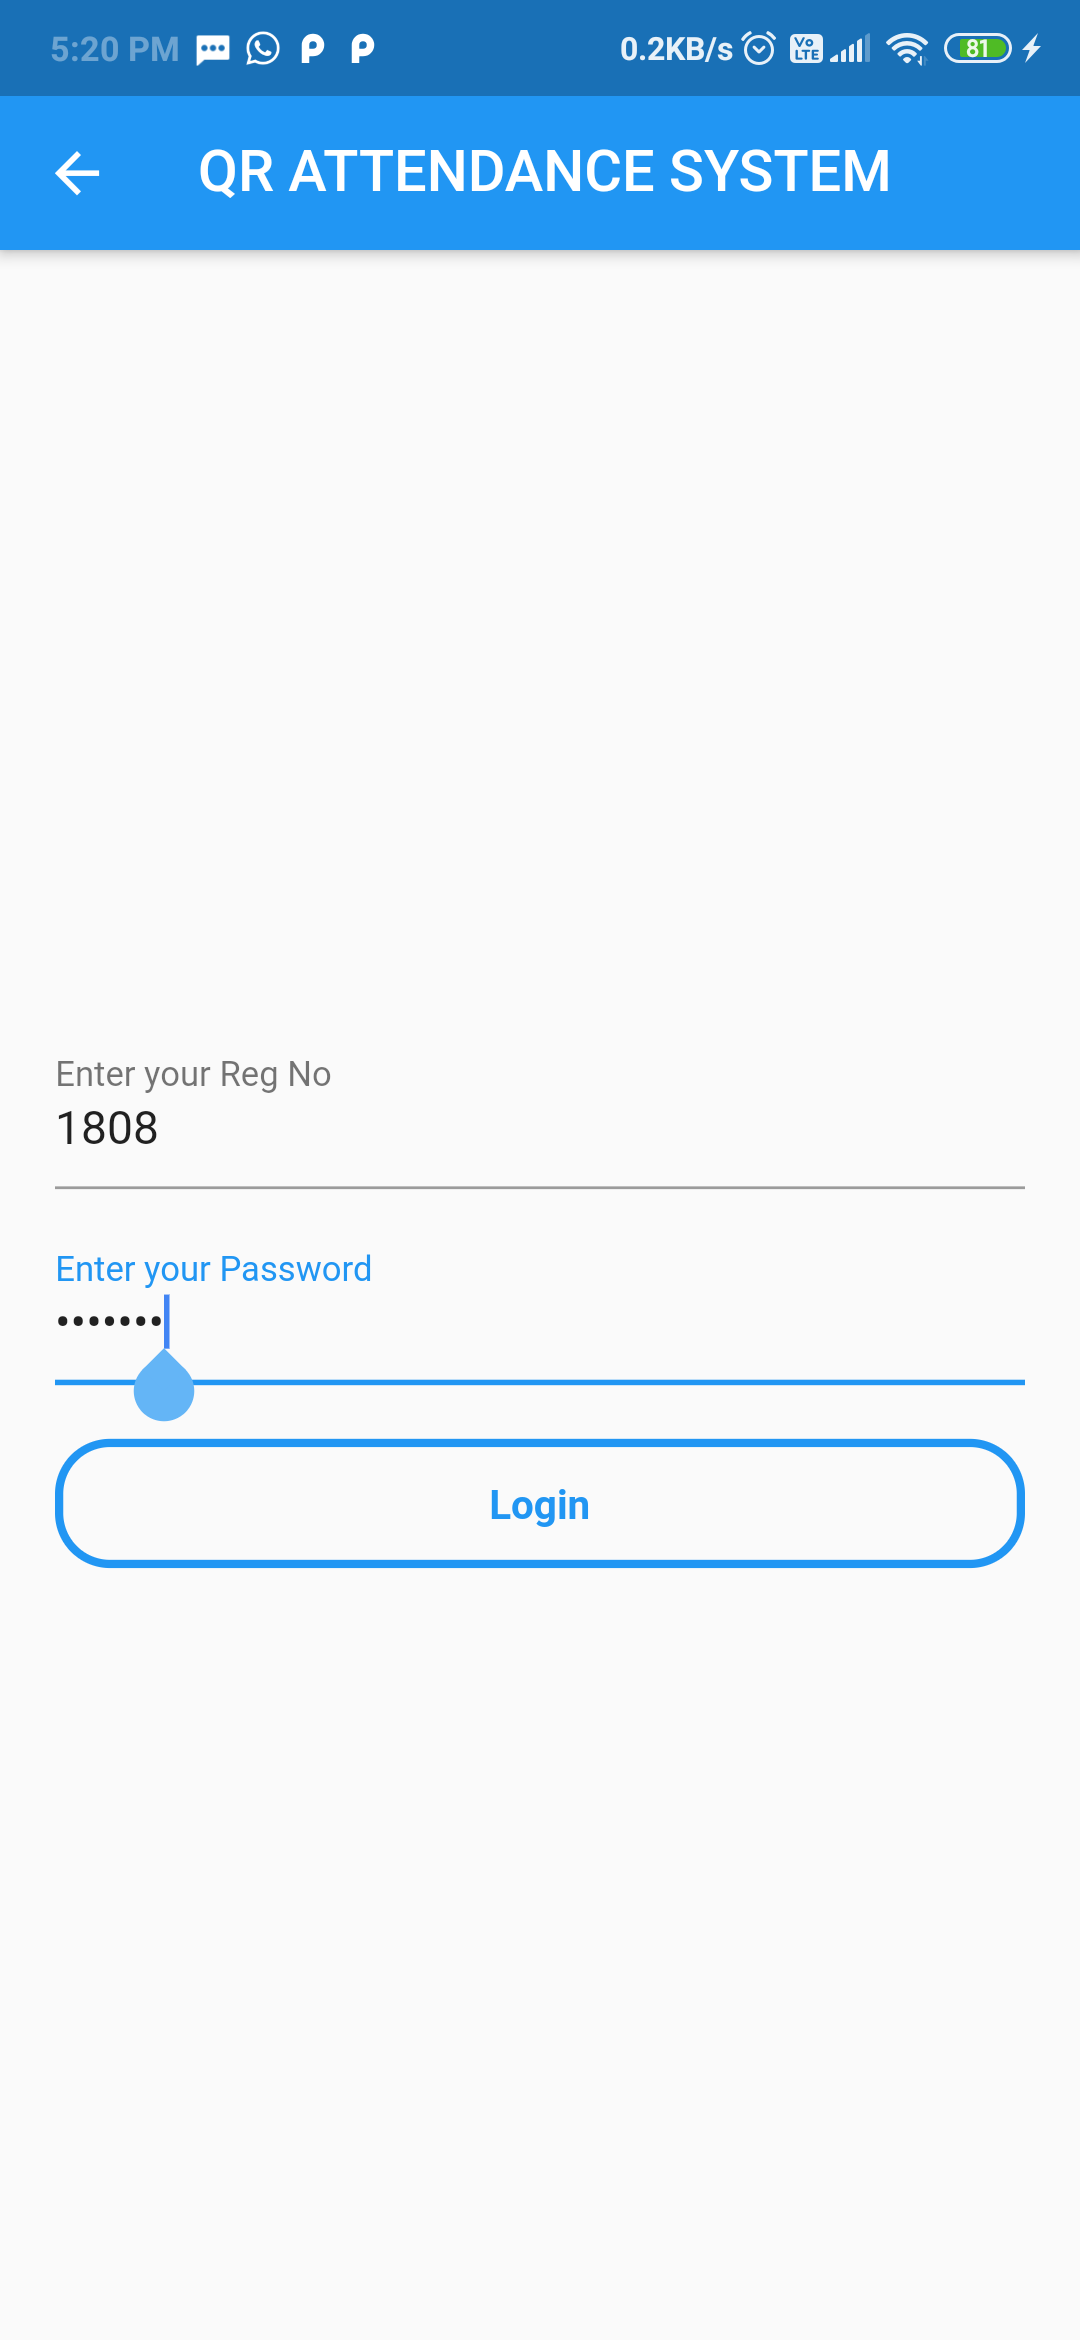 5:20 PM 0.2KB/s Vo LTE 81
QR ATTENDANCE SYSTEM
Enter your Reg No
1808
Enter your Password
•••••••
Login